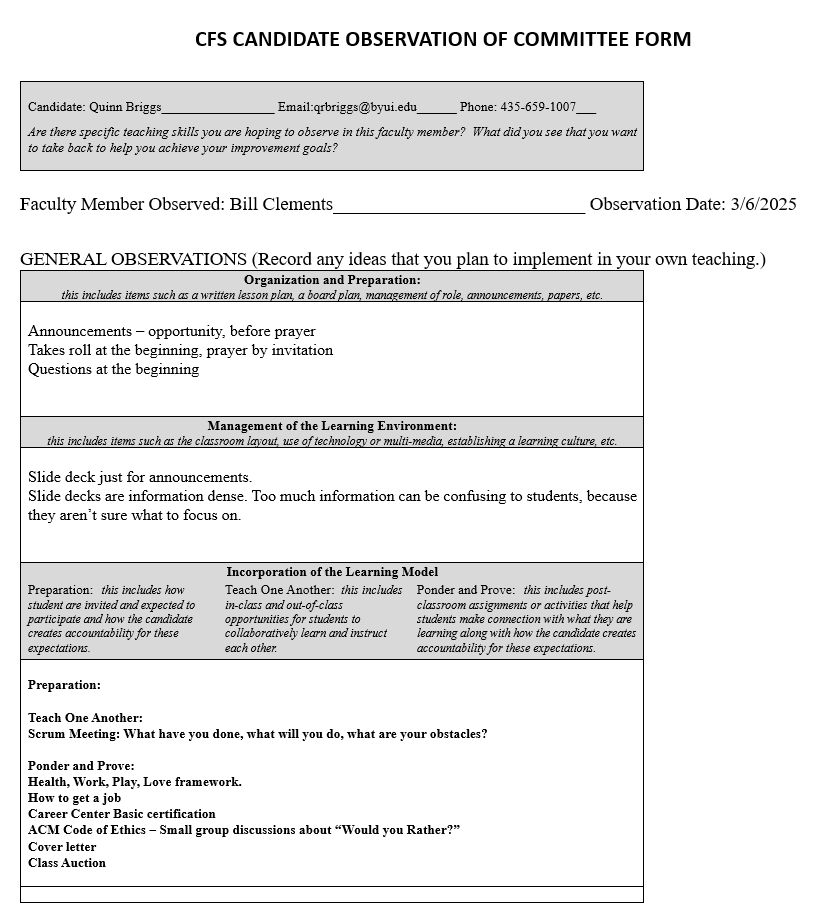 CFS CANDIDATE OBSERVATION OF COMMITTEE FORM
Candidate: Quinn Briggs__________________ Email:qrbriggs@byui.edu______ Phone: 435-659-1007___
Are there specific teaching skills you are hoping to observe in this faculty member? What did you see that you want
to take back to help you achieve your improvement goals?
Faculty Member Observed: Bill Clements____________________________ Observation Date: 3/6/2025
GENERAL OBSERVATIONS (Record any ideas that you plan to implement in your own teaching.)
Organization and Preparation:
this includes items such as a written lesson plan, a board plan, management of role, announcements, papers, etc.
Announcements – opportunity, before prayer
Takes roll at the beginning, prayer by invitation
Questions at the beginning
Management of the Learning Environment:
this includes items such as the classroom layout, use of technology or multi-media, establishing a learning culture, etc.
Slide deck just for announcements.
Slide decks are information dense. Too much information can be confusing to students, because
they aren’t sure what to focus on.
Incorporation of the Learning Model
Preparation: this includes how
student are invited and expected to
participate and how the candidate
creates accountability for these
expectations.
Teach One Another: this includes
in-class and out-of-class
opportunities for students to
collaboratively learn and instruct
each other.
Ponder and Prove: this includes post-
classroom assignments or activities that help
students make connection with what they are
learning along with how the candidate creates
accountability for these expectations.
Preparation:
Teach One Another:
Scrum Meeting: What have you done, what will you do, what are your obstacles?
Ponder and Prove:
Health, Work, Play, Love framework.
How to get a job
Career Center Basic certification
ACM Code of Ethics – Small group discussions about “Would you Rather?”
Cover letter
Class Auction